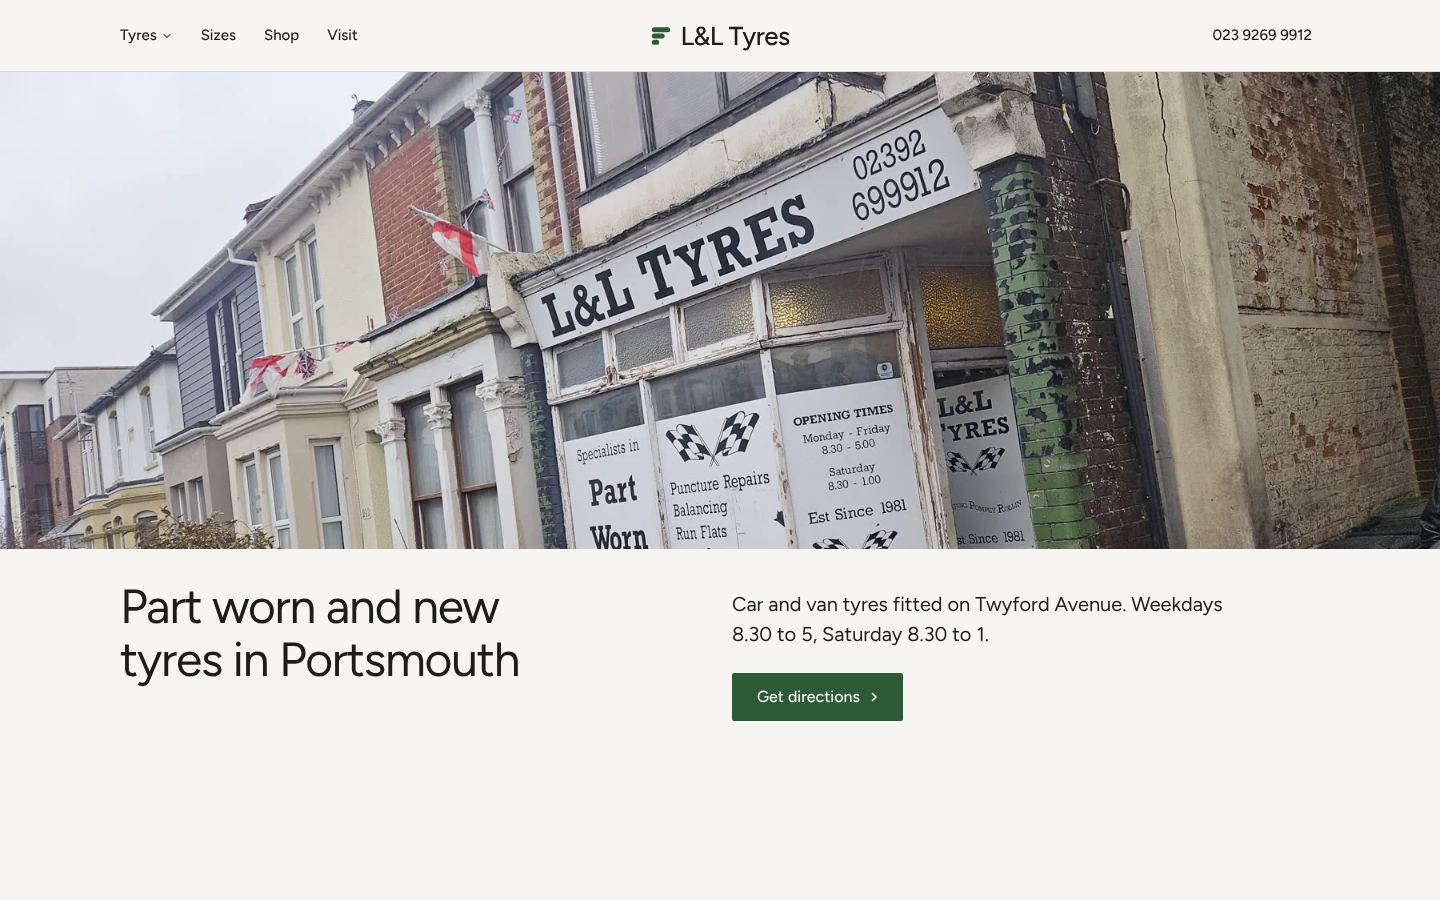 Tyres
Sizes
Shop
Visit
L&L Tyres
023 9269 9912
02392
699912
L&L TYRES
OPENING TIMES
Monday - Friday
8.30 - 5.00
Saturday
8.30 - 1.00
Est Since 1981
Specialists in
Part
Worn
Puncture Repairs
Balancing
Run Flats
L&L
TYRES
Pompey Rollin
st Since 1981
Part worn and new
tyres in Portsmouth
Car and van tyres fitted on Twyford Avenue. Weekdays
8.30 to 5, Saturday 8.30 to 1.
Get directions